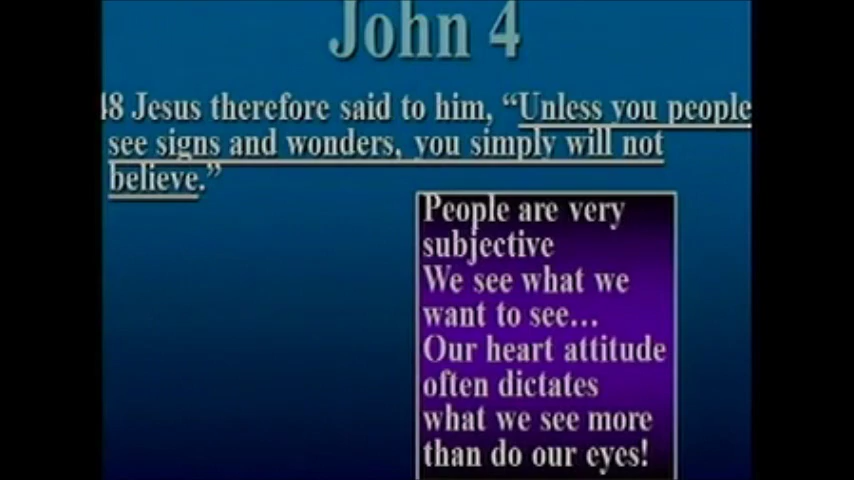 John 4
48 Jesus therefore said to him, “Unless you people
see signs and wonders, you simply will not
believe.”
People are very
subjective
We see what we
want to see...
Our heart attitude
often dictates
what we see more
than do our eyes!